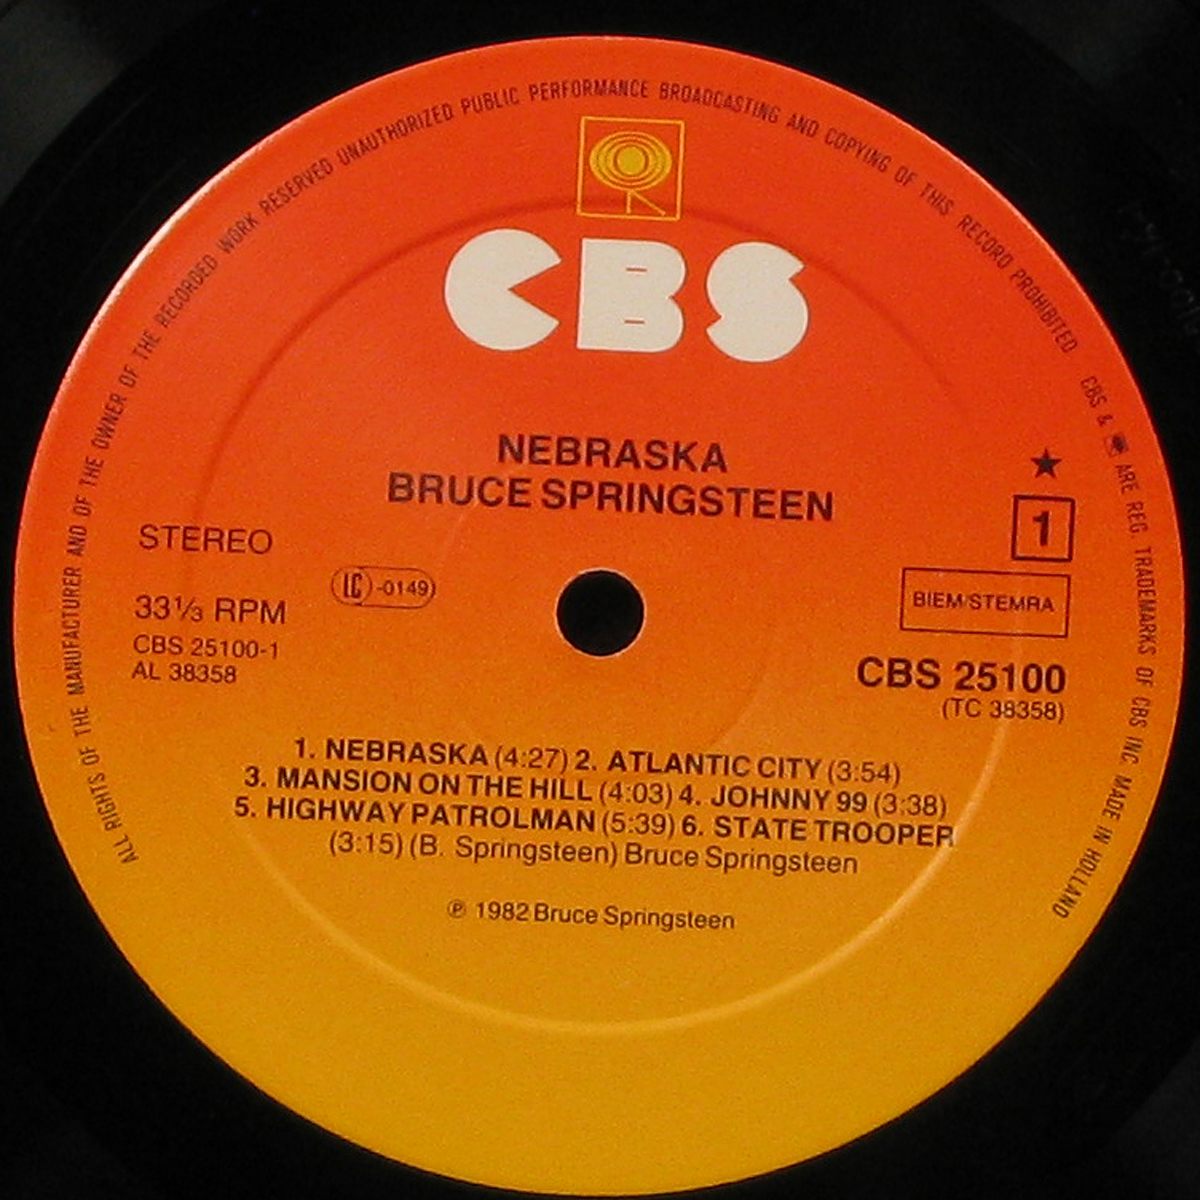 ALL RIGHTS OF THE MANUFACTURER AND OF THE OWNER OF THE RECORDED WORK RESERVED UNAUTHORIZED PUBLIC PERFORMANCE BROADCASTING AND COPYING OF THIS RECORD PROHIBITED CBS & ARE REG. TRADEMARKS OF CBS INC. MADE IN HOLLAND
CBS
NEBRASKA
BRUCE SPRINGSTEEN
STEREO
★
1
LC -0149
BIEM/STEMRA
33⅓ RPM
CBS 25100-1
AL 38358
CBS 25100
(TC 38358)
1. NEBRASKA (4:27) 2. ATLANTIC CITY (3:54)
3. MANSION ON THE HILL (4:03) 4. JOHNNY 99 (3:38)
5. HIGHWAY PATROLMAN (5:39) 6. STATE TROOPER
(3:15) (B. Springsteen) Bruce Springsteen
℗ 1982 Bruce Springsteen